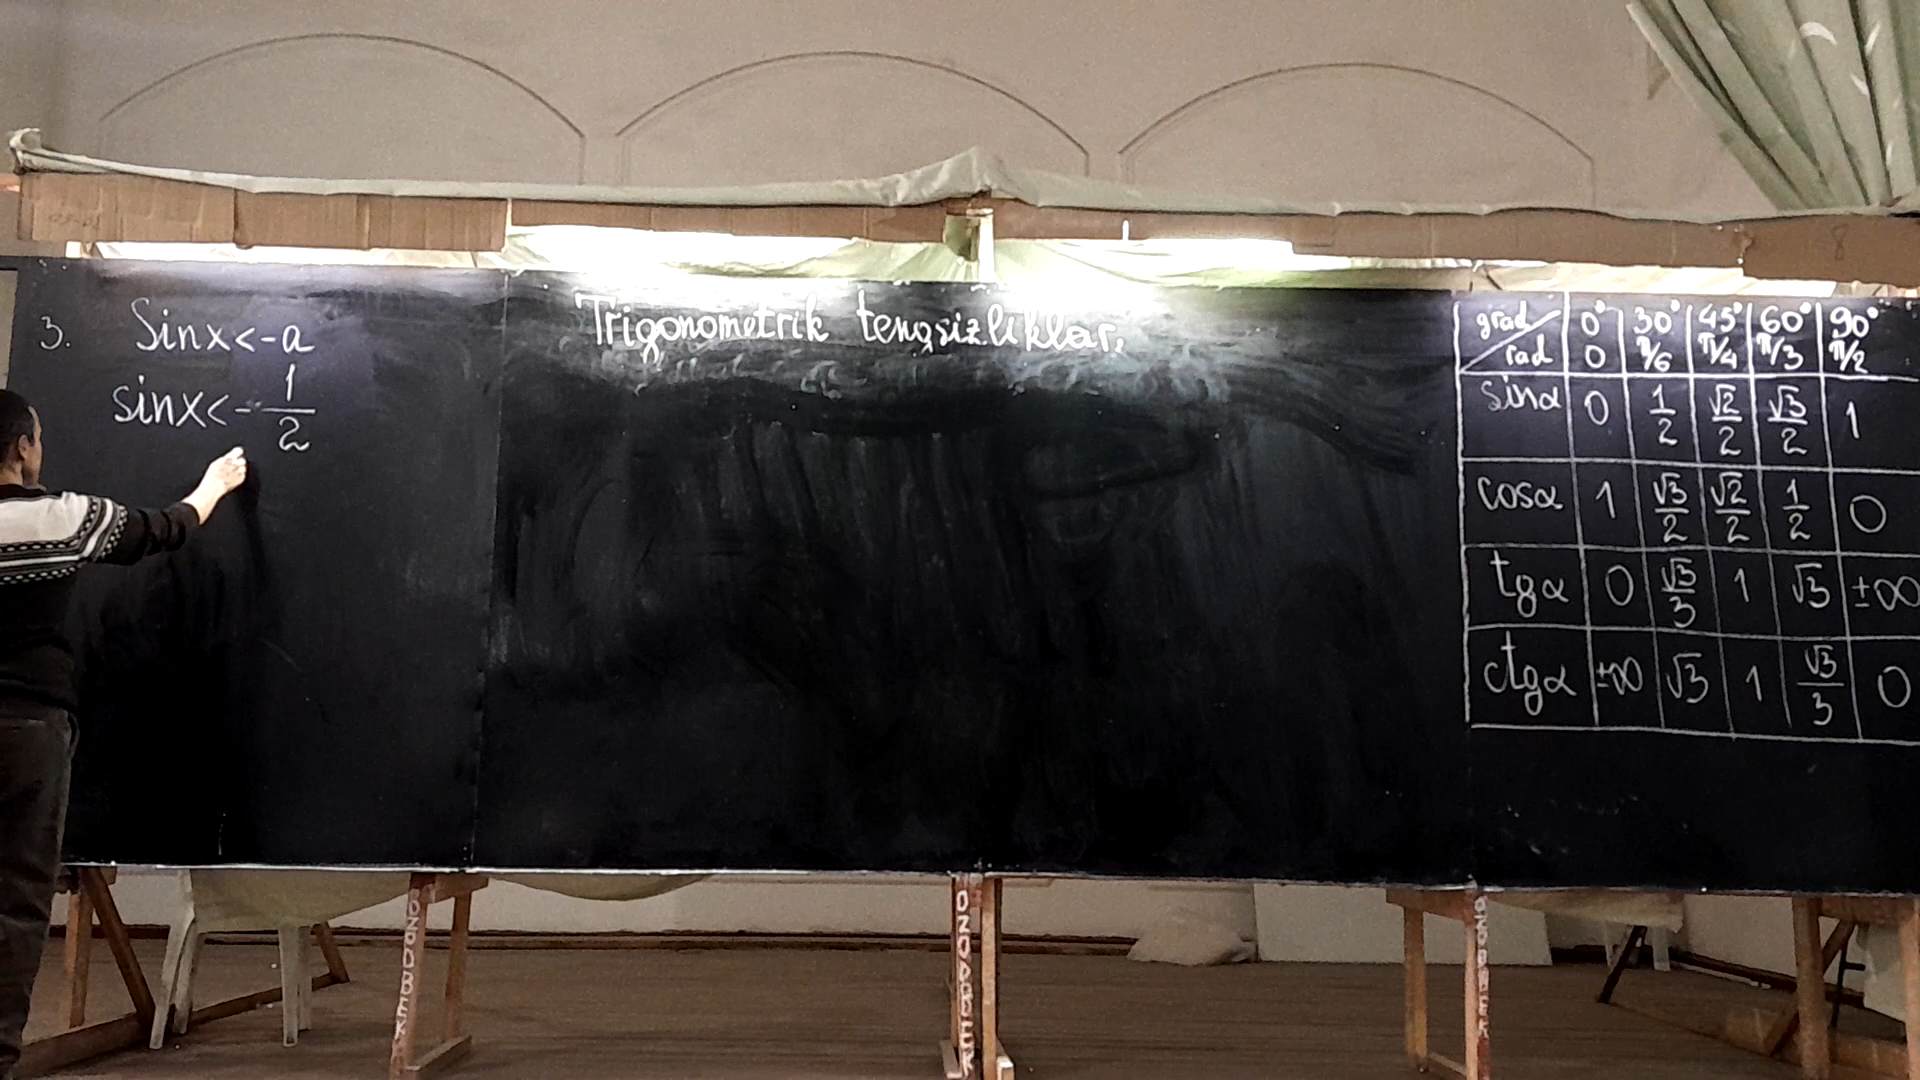 3. Sinx<-a
sinx<-1/2
Trigonometrik tengsizliklar,
grad/rad 0° 0 30° π/6 45° π/4 60° π/3 90° π/2
sinα 0 1/2 √2/2 √3/2 1
cosα 1 √3/2 √2/2 1/2 0
tgα 0 √3/3 1 √3 ±∞
ctgα ±∞ √3 1 √3/3 0
8